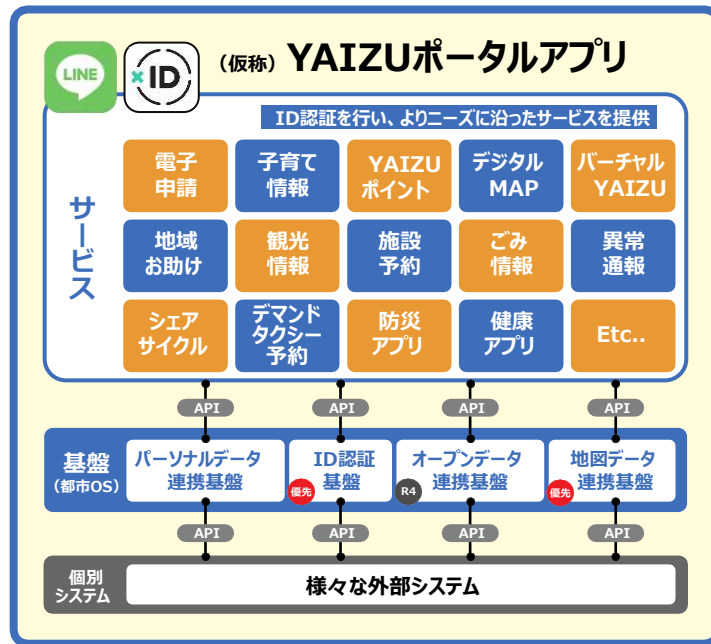 LINE
×ID
(仮称) YAIZUポータルアプリ
ID認証を行い、よりニーズに沿ったサービスを提供
サービス
電子
申請
子育て
情報
YAIZU
ポイント
デジタル
MAP
バーチャル
YAIZU
地域
お助け
観光
情報
施設
予約
ごみ
情報
異常
通報
シェア
サイクル
デマンド
タクシー
予約
防災
アプリ
健康
アプリ
Etc..
API
API
API
API
基盤
(都市OS)
パーソナルデータ
連携基盤
ID認証
基盤
優先
オープンデータ
連携基盤
R4
地図データ
連携基盤
優先
API
API
API
API
個別
システム
様々な外部システム